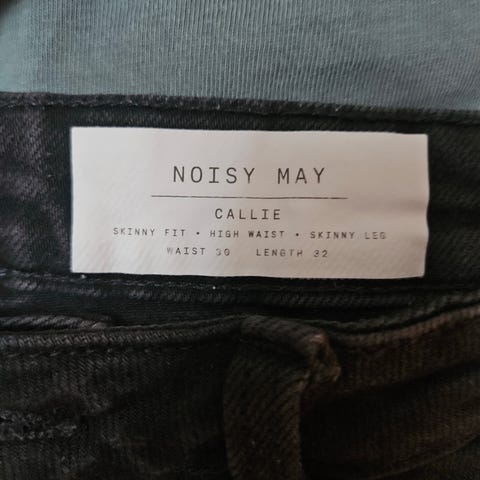 NOISY MAY
CALLIE
SKINNY FIT • HIGH WAIST • SKINNY LEG
WAIST 30 LENGTH 32